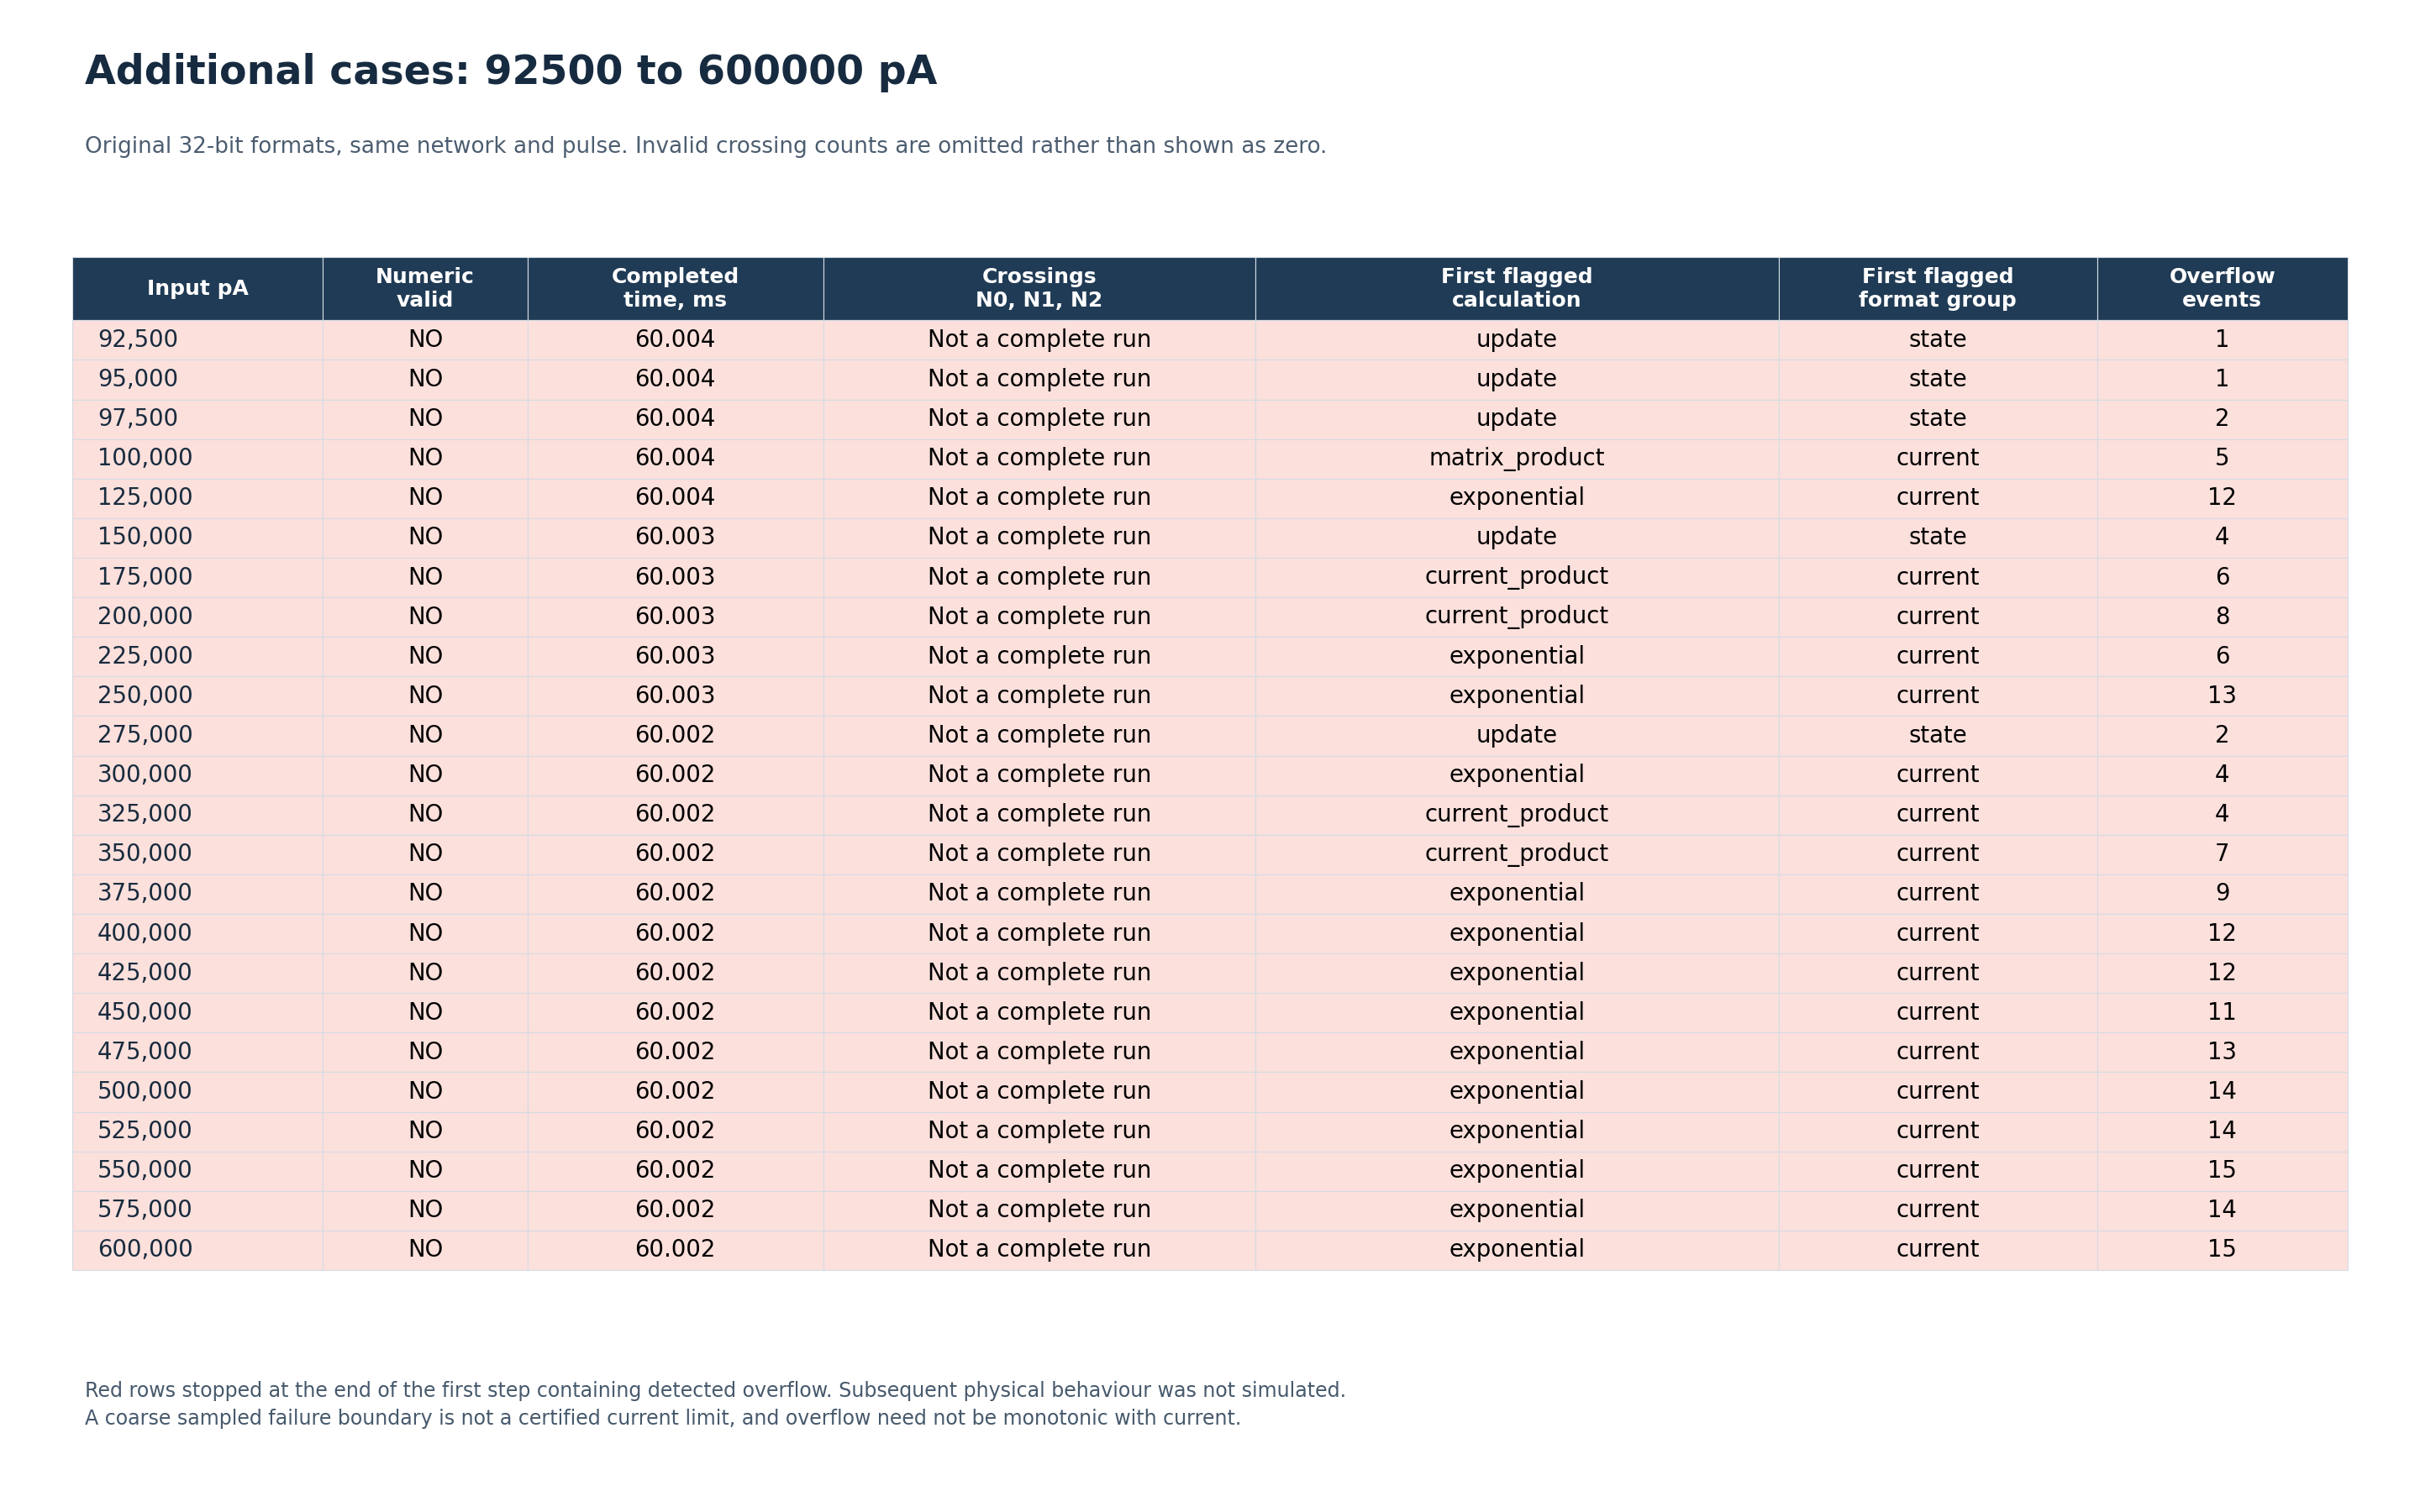 Additional cases: 92500 to 600000 pA
Original 32-bit formats, same network and pulse. Invalid crossing counts are omitted rather than shown as zero.
Input pA Numeric valid Completed time, ms Crossings N0, N1, N2 First flagged calculation First flagged format group Overflow events
92,500 NO 60.004 Not a complete run update state 1
95,000 NO 60.004 Not a complete run update state 1
97,500 NO 60.004 Not a complete run update state 2
100,000 NO 60.004 Not a complete run matrix_product current 5
125,000 NO 60.004 Not a complete run exponential current 12
150,000 NO 60.003 Not a complete run update state 4
175,000 NO 60.003 Not a complete run current_product current 6
200,000 NO 60.003 Not a complete run current_product current 8
225,000 NO 60.003 Not a complete run exponential current 6
250,000 NO 60.003 Not a complete run exponential current 13
275,000 NO 60.002 Not a complete run update state 2
300,000 NO 60.002 Not a complete run exponential current 4
325,000 NO 60.002 Not a complete run current_product current 4
350,000 NO 60.002 Not a complete run current_product current 7
375,000 NO 60.002 Not a complete run exponential current 9
400,000 NO 60.002 Not a complete run exponential current 12
425,000 NO 60.002 Not a complete run exponential current 12
450,000 NO 60.002 Not a complete run exponential current 11
475,000 NO 60.002 Not a complete run exponential current 13
500,000 NO 60.002 Not a complete run exponential current 14
525,000 NO 60.002 Not a complete run exponential current 14
550,000 NO 60.002 Not a complete run exponential current 15
575,000 NO 60.002 Not a complete run exponential current 14
600,000 NO 60.002 Not a complete run exponential current 15
Red rows stopped at the end of the first step containing detected overflow. Subsequent physical behaviour was not simulated.
A coarse sampled failure boundary is not a certified current limit, and overflow need not be monotonic with current.